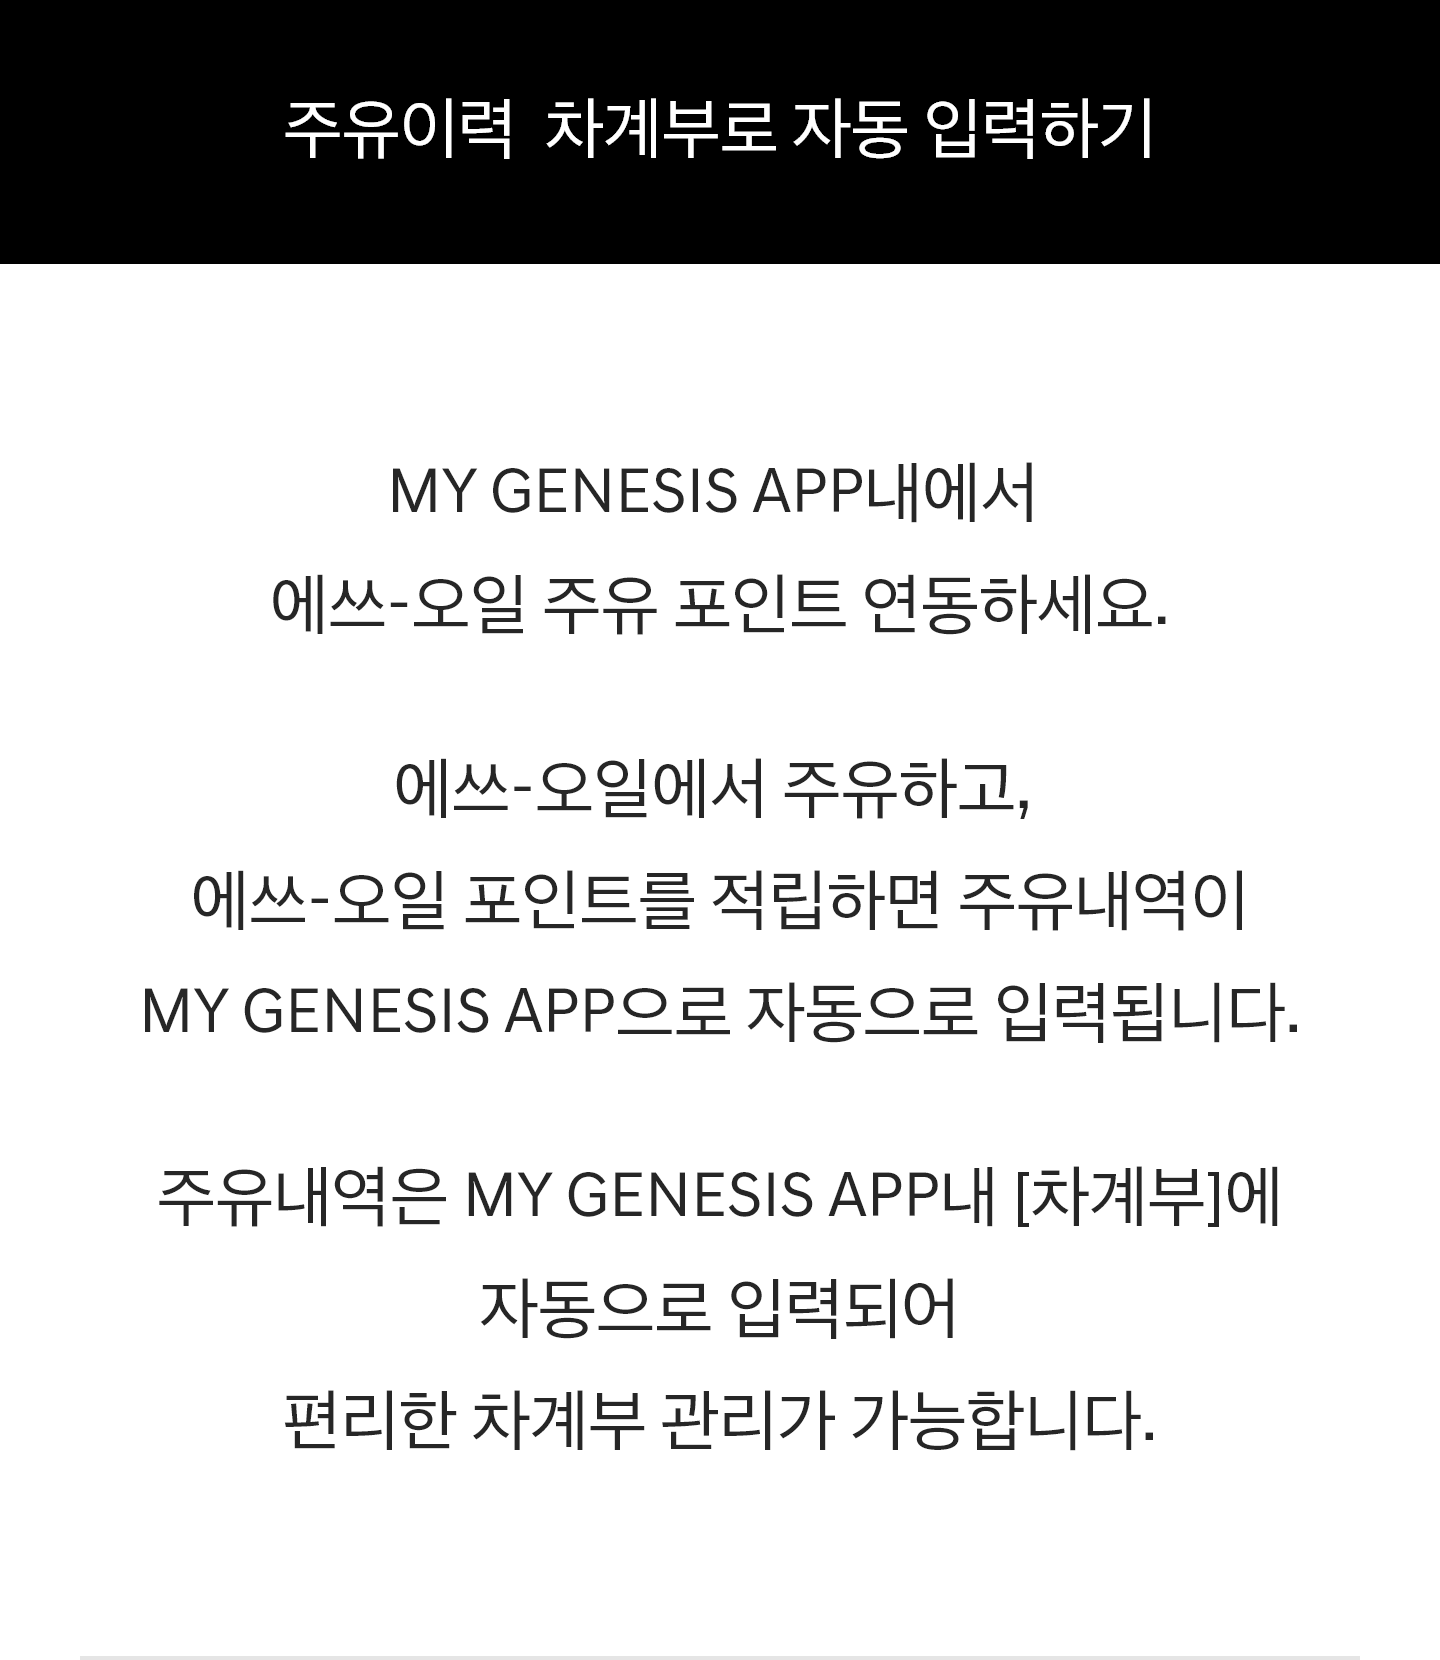 주유이력 차계부로 자동 입력하기
MY GENESIS APP내에서
에쓰-오일 주유 포인트 연동하세요.
에쓰-오일에서 주유하고,
에쓰-오일 포인트를 적립하면 주유내역이
MY GENESIS APP으로 자동으로 입력됩니다.
주유내역은 MY GENESIS APP내 [차계부]에
자동으로 입력되어
편리한 차계부 관리가 가능합니다.